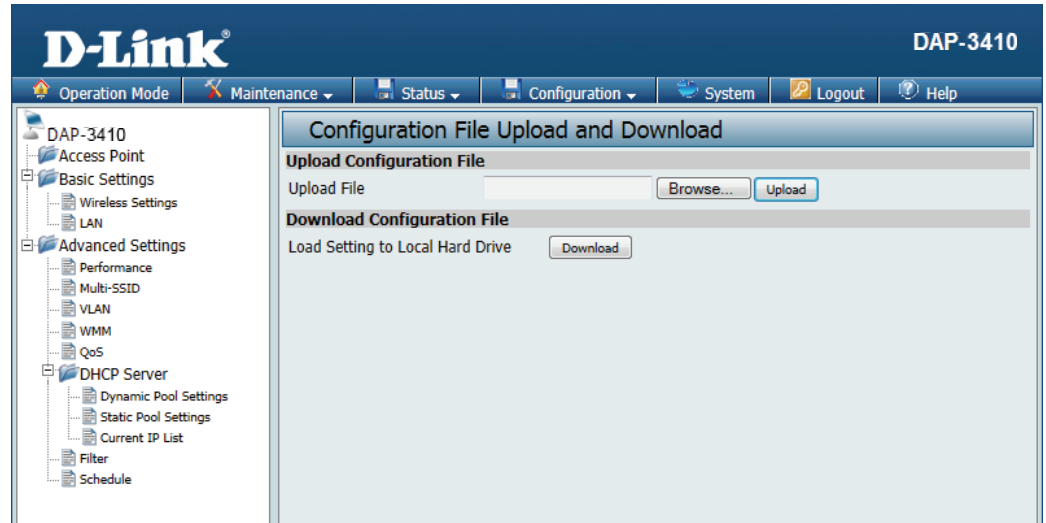 D-Link®
DAP-3410
Operation Mode Maintenance Status Configuration System Logout Help
DAP-3410
Access Point
Basic Settings
Wireless Settings
LAN
Advanced Settings
Performance
Multi-SSID
VLAN
WMM
QoS
DHCP Server
Dynamic Pool Settings
Static Pool Settings
Current IP List
Filter
Schedule
Configuration File Upload and Download
Upload Configuration File
Upload File Browse... Upload
Download Configuration File
Load Setting to Local Hard Drive Download